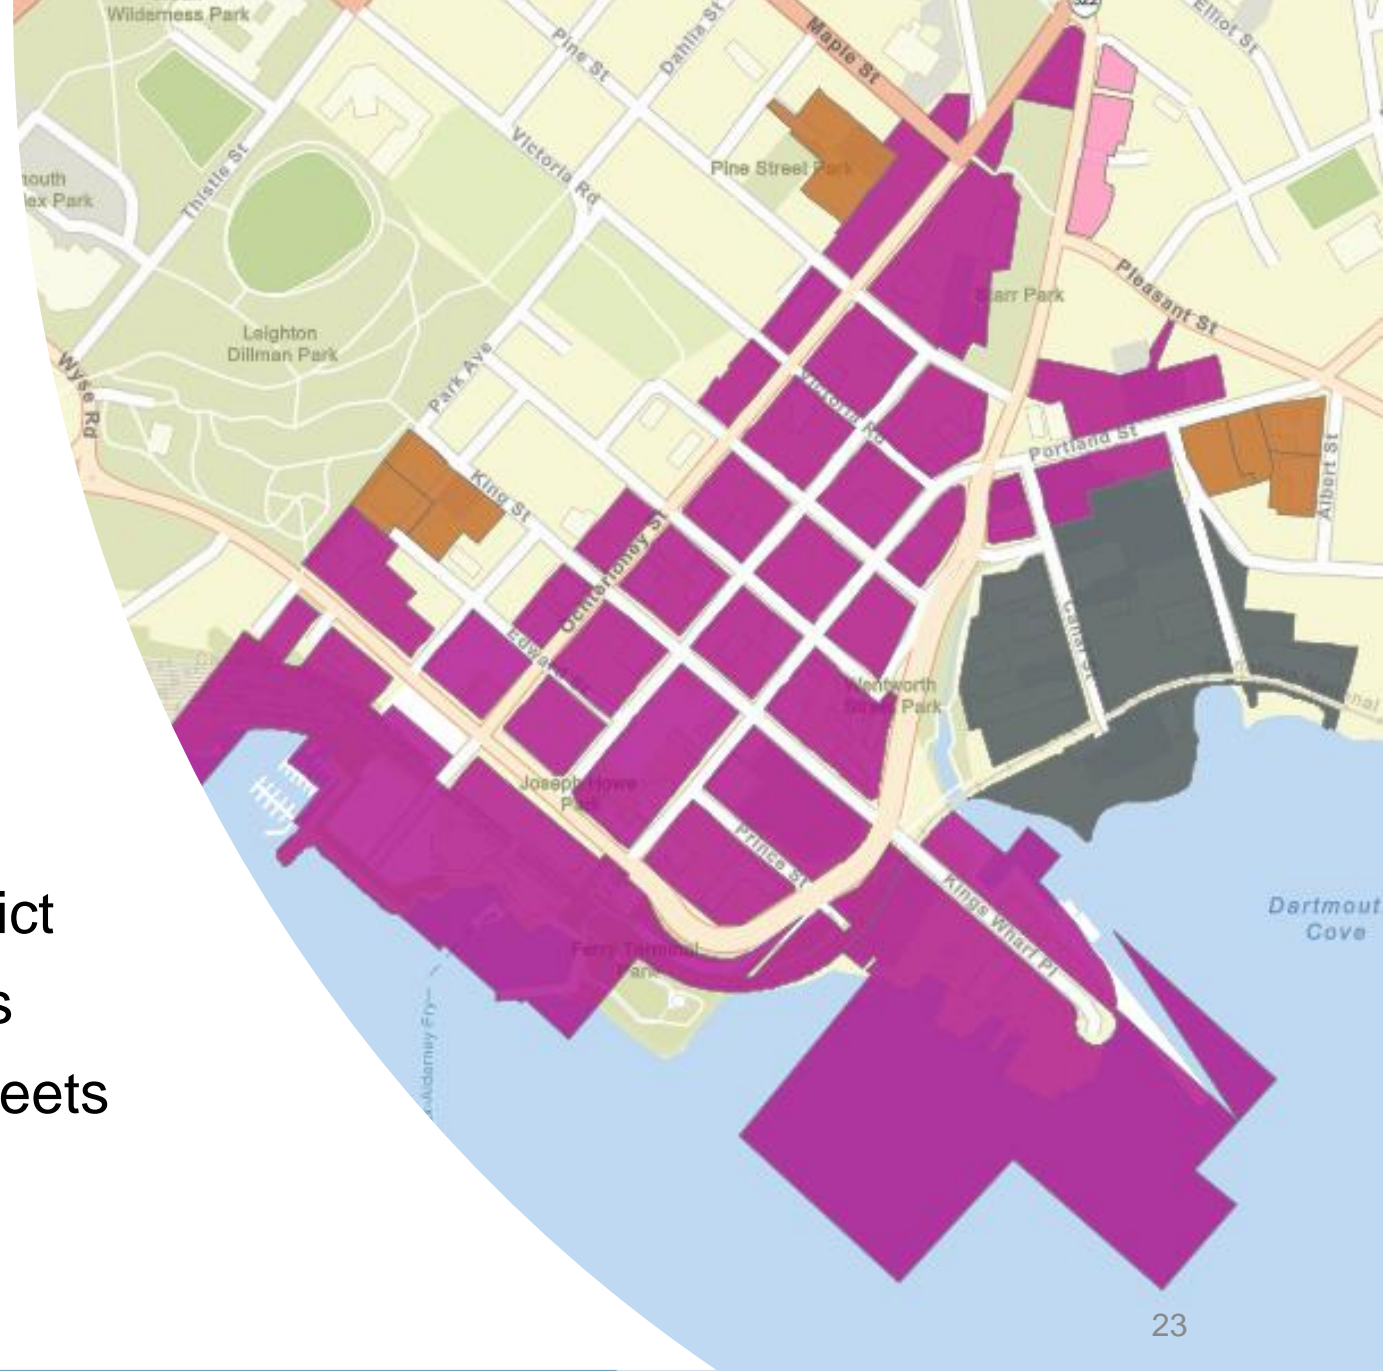 Wilderness Park
322
Elliot St
Maple St
Dahlia St
Pine St
Victoria Rd
Thistle St
Pine Street Park
outh
ex Park
Pleasant St
Starr Park
Leighton
Dillman Park
Park Ave
Wyse Rd
Victoria Rd
Portland St
Albert St
King St
Ochterloney St
Canal St
Edward St
Wentworth
Street Park
Joseph Howe
Park
Prince St
Kings Wharf Pl
Dartmout
Cove
Ferry Terminal
Park
Alderney Fry
ict
s
eets
23